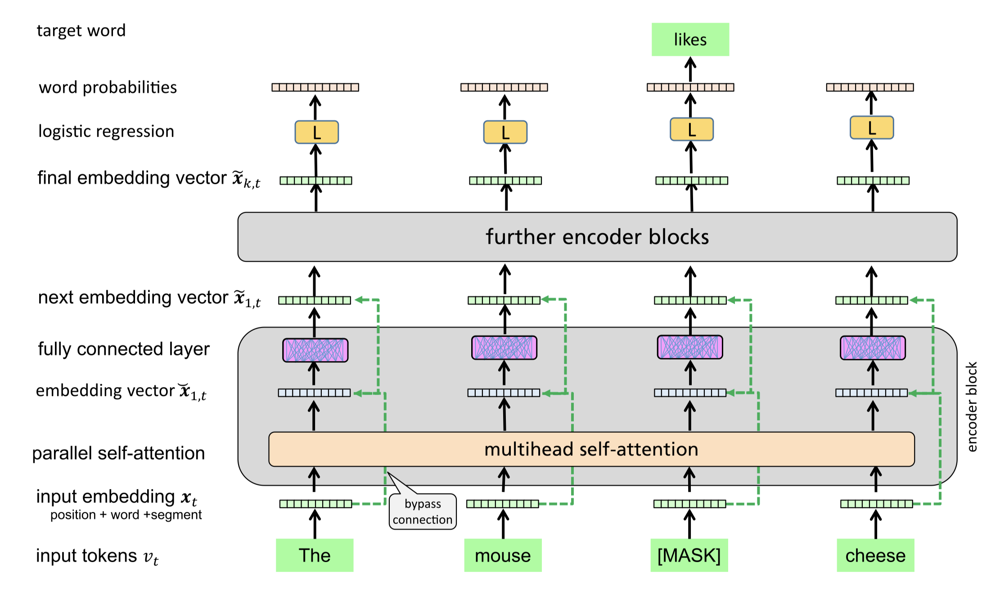 target word
likes
word probabilities
logistic regression
L L L L
final embedding vector x̃ₖ,ₜ
further encoder blocks
next embedding vector x̃₁,ₜ
fully connected layer
embedding vector x̆₁,ₜ
encoder block
parallel self-attention
multihead self-attention
input embedding xₜ
position + word +segment
bypass
connection
input tokens vₜ
The mouse [MASK] cheese